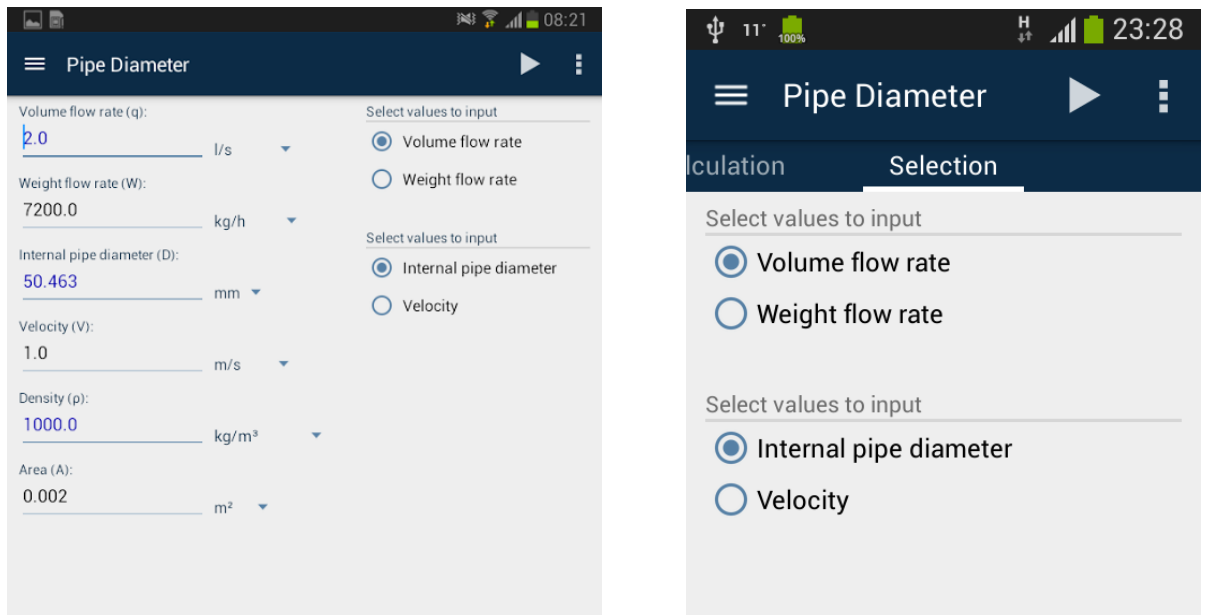 08:21
Pipe Diameter
Volume flow rate (q):
2.0
l/s
Weight flow rate (W):
7200.0
kg/h
Internal pipe diameter (D):
50.463
mm
Velocity (V):
1.0
m/s
Density (ρ):
1000.0
kg/m³
Area (A):
0.002
m²
Select values to input
Volume flow rate
Weight flow rate
Select values to input
Internal pipe diameter
Velocity
11° 100% H 23:28
Pipe Diameter
lculation Selection
Select values to input
Volume flow rate
Weight flow rate
Select values to input
Internal pipe diameter
Velocity